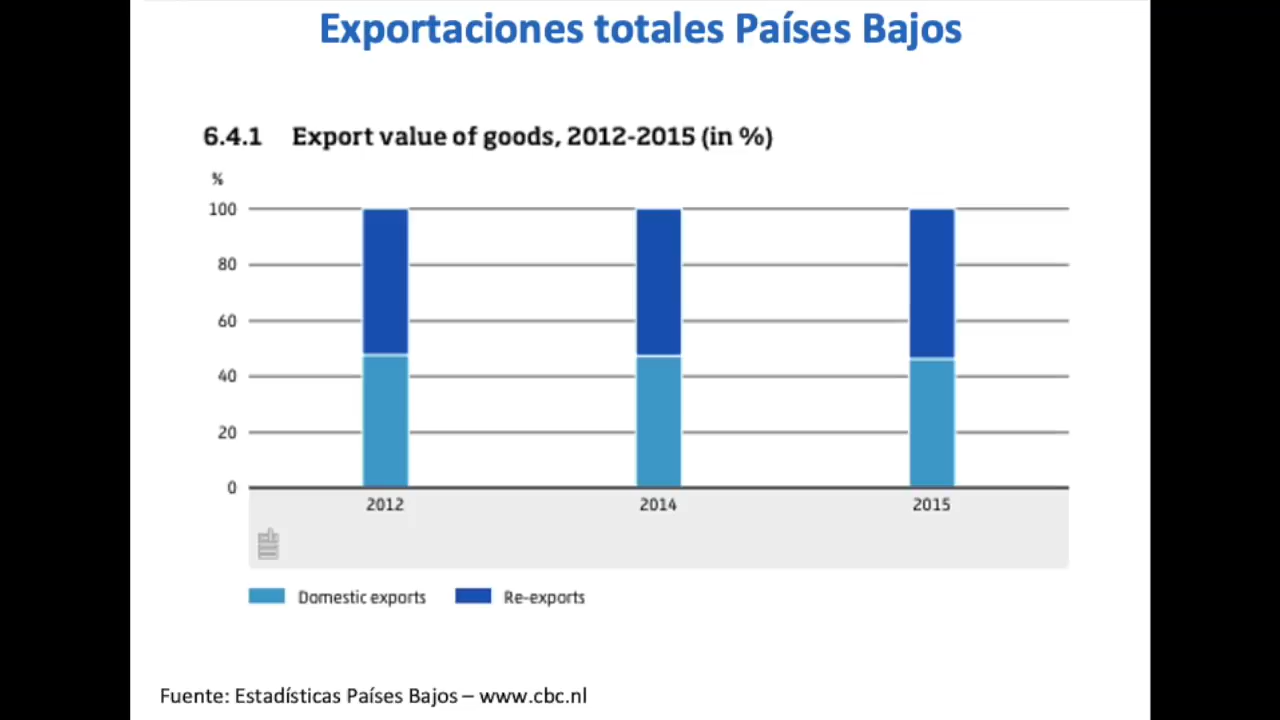 Exportaciones totales Países Bajos
6.4.1 Export value of goods, 2012-2015 (in %)
%
100
80
60
40
20
0
2012 2014 2015
Domestic exports Re-exports
Fuente: Estadísticas Países Bajos – www.cbc.nl